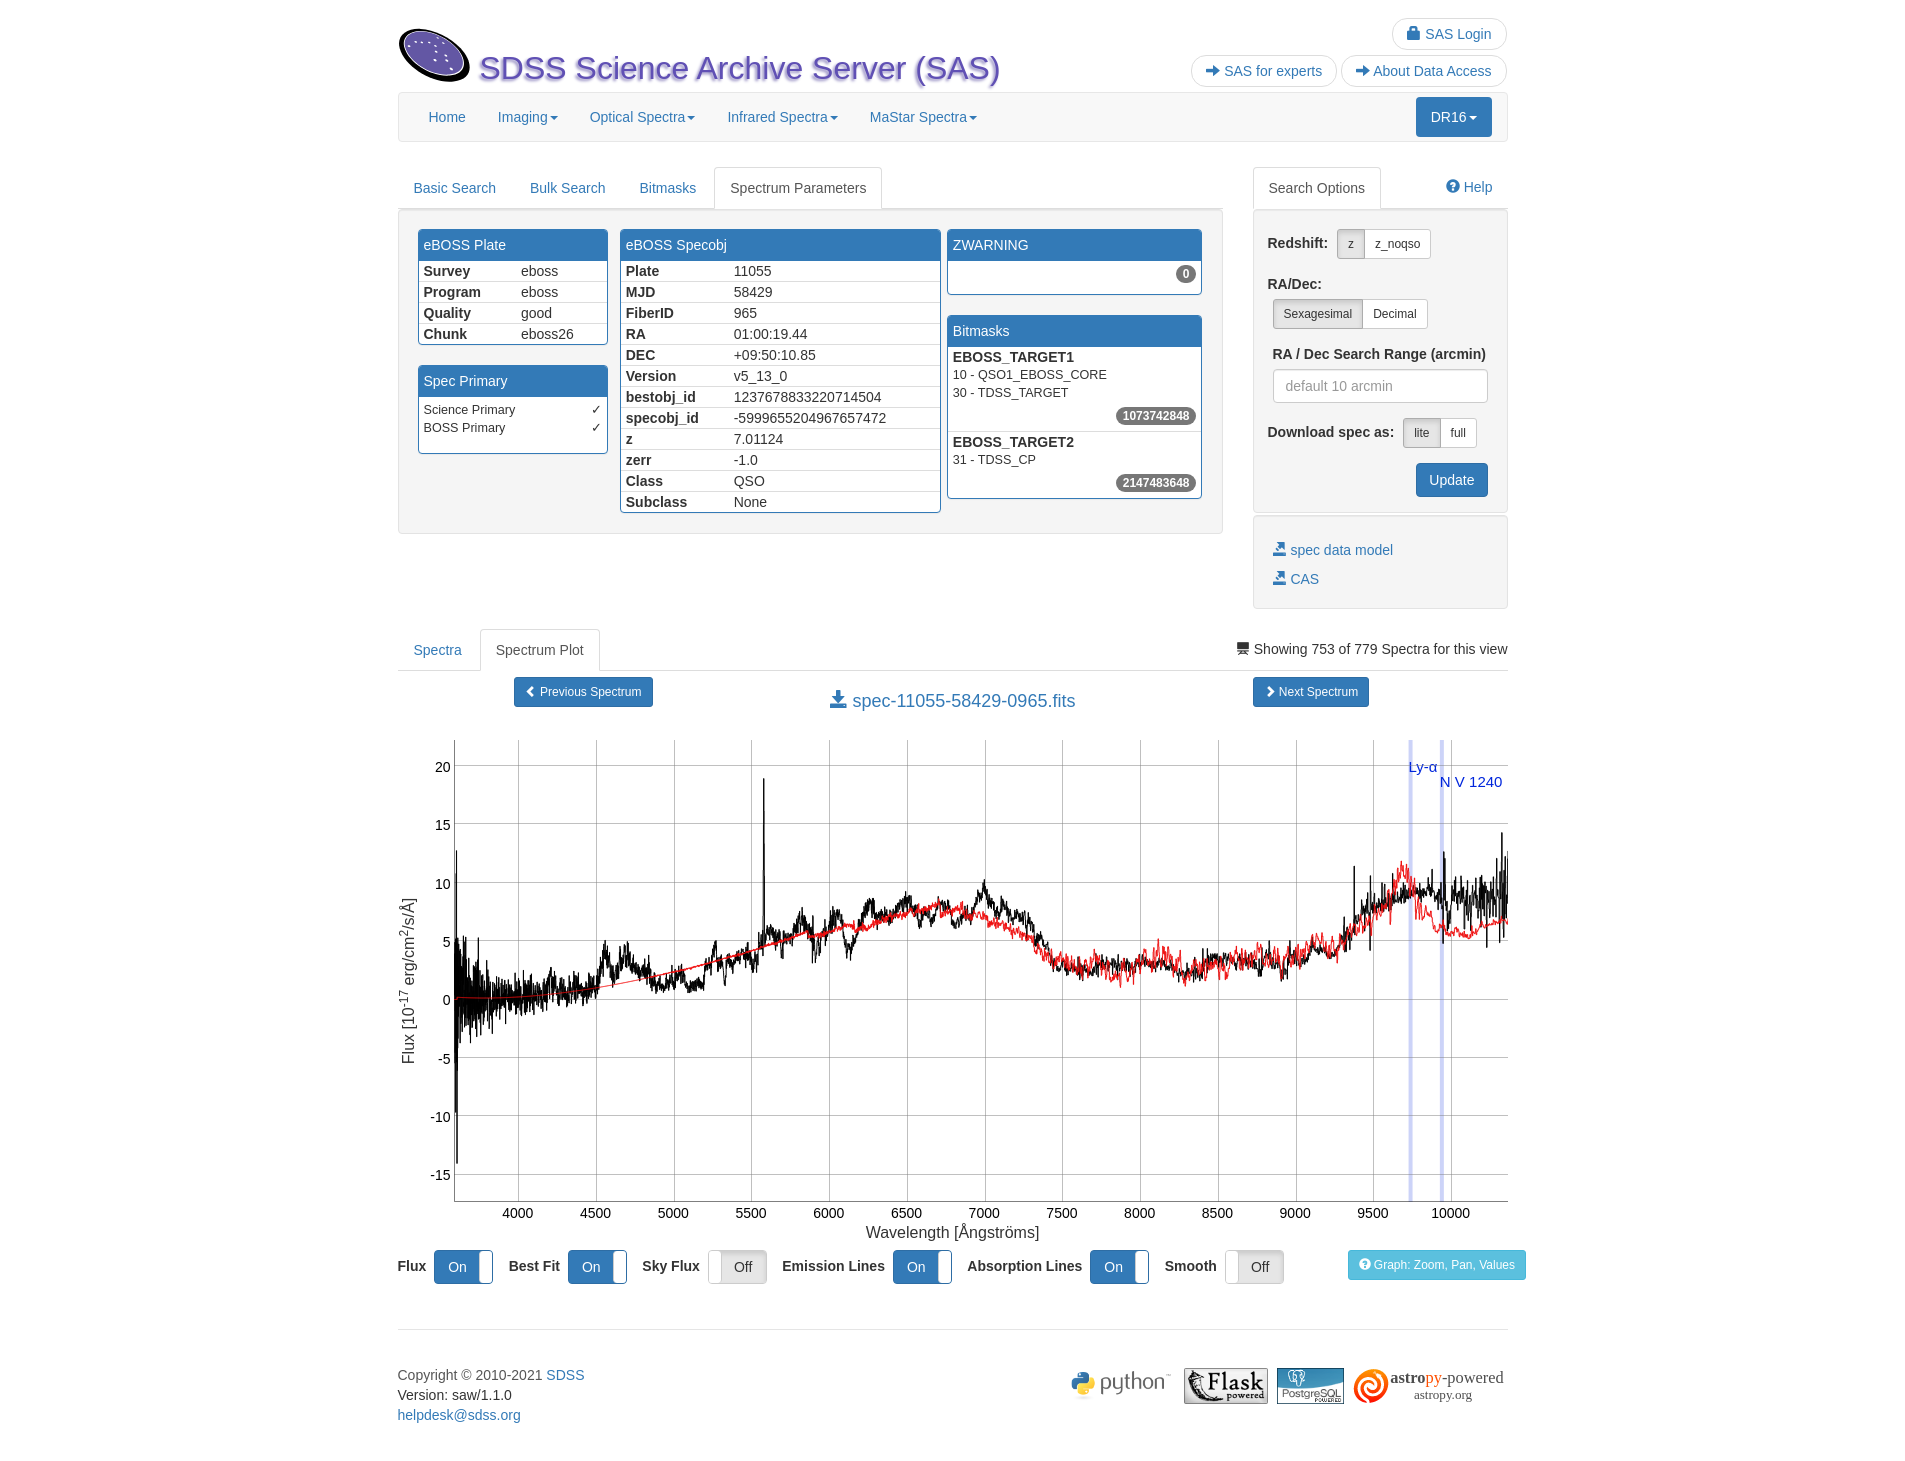 SAS Login
SDSS Science Archive Server (SAS)
SAS for experts
About Data Access
Home
Imaging
Optical Spectra
Infrared Spectra
MaStar Spectra
DR16
Basic Search
Bulk Search
Bitmasks
Spectrum Parameters
Search Options
Help
eBOSS Plate
Survey eboss
Program eboss
Quality good
Chunk eboss26
Spec Primary
Science Primary ✓
BOSS Primary ✓
eBOSS Specobj
Plate 11055
MJD 58429
FiberID 965
RA 01:00:19.44
DEC +09:50:10.85
Version v5_13_0
bestobj_id 1237678833220714504
specobj_id -5999655204967657472
z 7.01124
zerr -1.0
Class QSO
Subclass None
ZWARNING
0
Bitmasks
EBOSS_TARGET1
10 - QSO1_EBOSS_CORE
30 - TDSS_TARGET
1073742848
EBOSS_TARGET2
31 - TDSS_CP
2147483648
Redshift: z z_noqso
RA/Dec:
Sexagesimal Decimal
RA / Dec Search Range (arcmin)
default 10 arcmin
Download spec as: lite full
Update
spec data model
CAS
Spectra
Spectrum Plot
Showing 753 of 779 Spectra for this view
Previous Spectrum
spec-11055-58429-0965.fits
Next Spectrum
20
15
10
5
0
-5
-10
-15
Flux [10-17 erg/cm2/s/Å]
Ly-α
N V 1240
4000 4500 5000 5500 6000 6500 7000 7500 8000 8500 9000 9500 10000
Wavelength [Ångströms]
Flux On
Best Fit On
Sky Flux Off
Emission Lines On
Absorption Lines On
Smooth Off
Graph: Zoom, Pan, Values
Copyright © 2010-2021 SDSS
Version: saw/1.1.0
helpdesk@sdss.org
python
Flask
powered
PostgreSQL
POWERED
astropy-powered
astropy.org